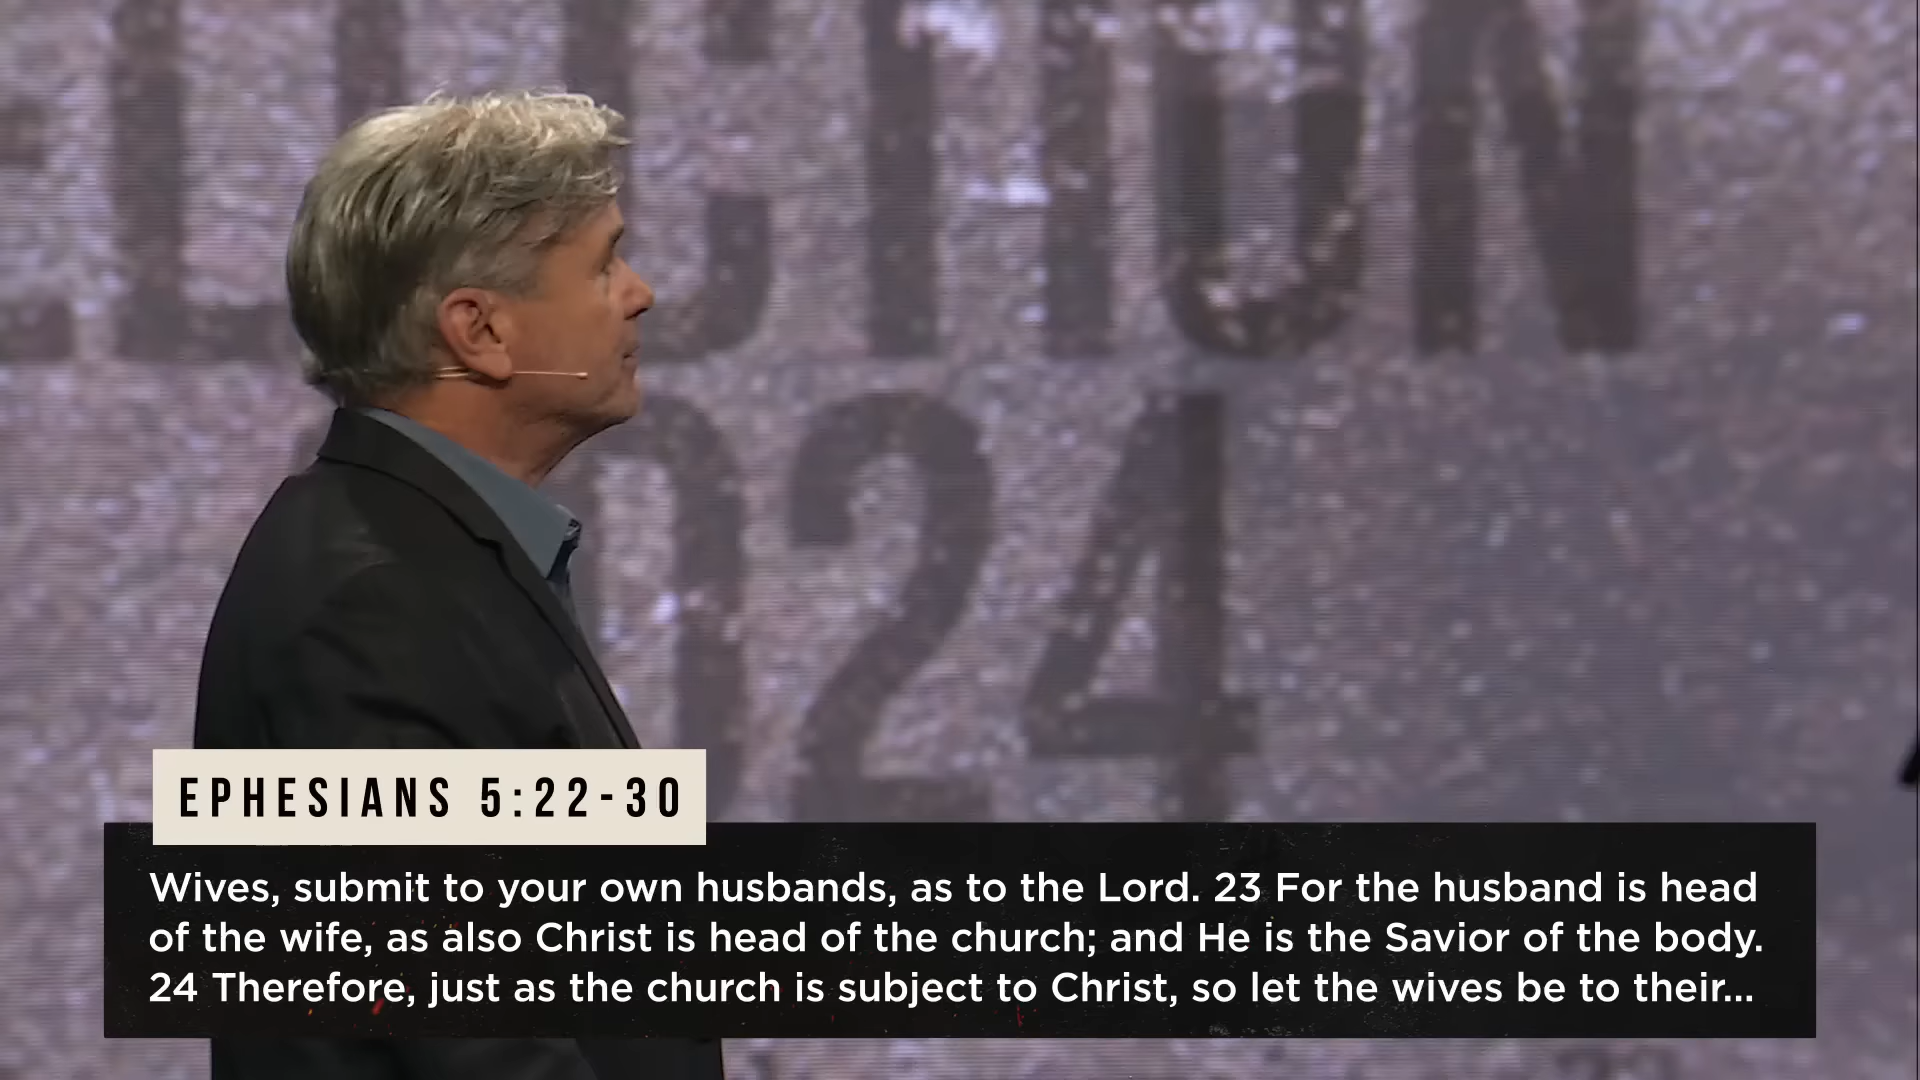 ELECTION
024
EPHESIANS 5:22-30
Wives, submit to your own husbands, as to the Lord. 23 For the husband is head
of the wife, as also Christ is head of the church; and He is the Savior of the body.
24 Therefore, just as the church is subject to Christ, so let the wives be to their...